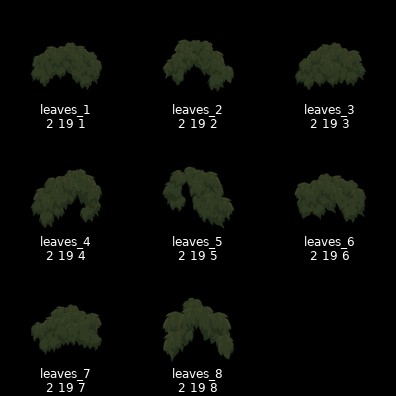 leaves_1
2 19 1
leaves_2
2 19 2
leaves_3
2 19 3
leaves_4
2 19 4
leaves_5
2 19 5
leaves_6
2 19 6
leaves_7
2 19 7
leaves_8
2 19 8